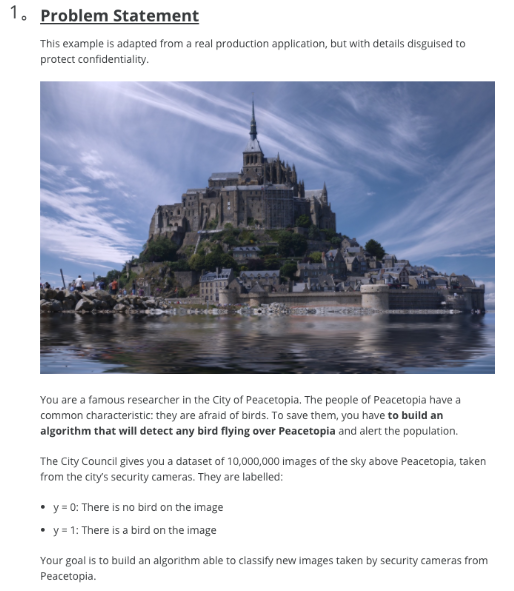 1。 Problem Statement
This example is adapted from a real production application, but with details disguised to
protect confidentiality.
You are a famous researcher in the City of Peacetopia. The people of Peacetopia have a
common characteristic: they are afraid of birds. To save them, you have to build an
algorithm that will detect any bird flying over Peacetopia and alert the population.
The City Council gives you a dataset of 10,000,000 images of the sky above Peacetopia, taken
from the city's security cameras. They are labelled:
• y = 0: There is no bird on the image
• y = 1: There is a bird on the image
Your goal is to build an algorithm able to classify new images taken by security cameras from
Peacetopia.